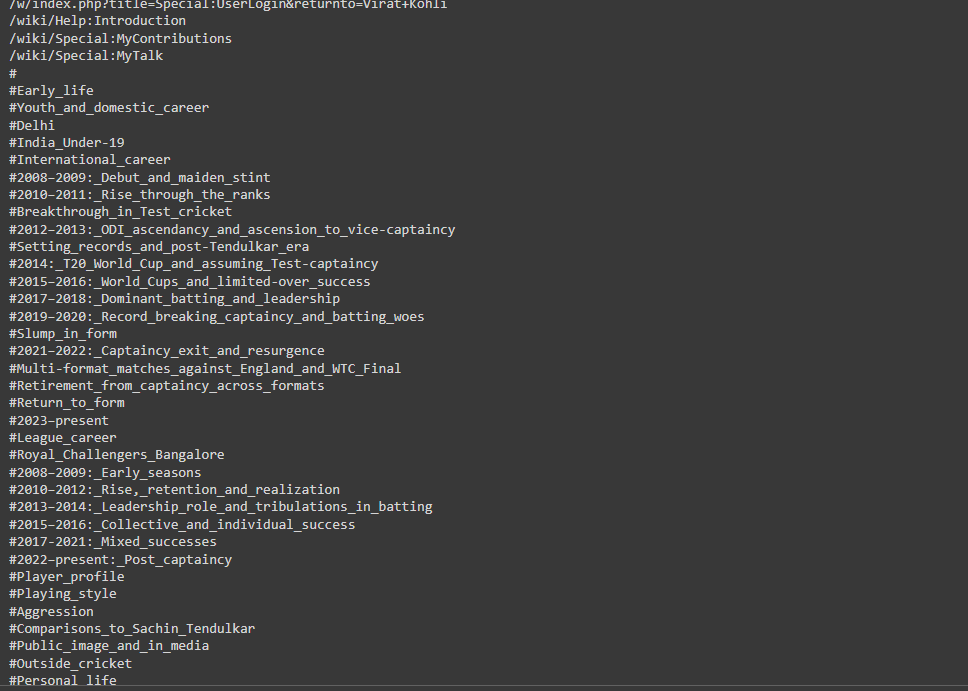 /w/index.php?title=Special:UserLogin&returnto=Virat+Kohli
/wiki/Help:Introduction
/wiki/Special:MyContributions
/wiki/Special:MyTalk
#
#Early_life
#Youth_and_domestic_career
#Delhi
#India_Under-19
#International_career
#2008–2009:_Debut_and_maiden_stint
#2010–2011:_Rise_through_the_ranks
#Breakthrough_in_Test_cricket
#2012–2013:_ODI_ascendancy_and_ascension_to_vice-captaincy
#Setting_records_and_post-Tendulkar_era
#2014:_T20_World_Cup_and_assuming_Test-captaincy
#2015–2016:_World_Cups_and_limited-over_success
#2017–2018:_Dominant_batting_and_leadership
#2019–2020:_Record_breaking_captaincy_and_batting_woes
#Slump_in_form
#2021–2022:_Captaincy_exit_and_resurgence
#Multi-format_matches_against_England_and_WTC_Final
#Retirement_from_captaincy_across_formats
#Return_to_form
#2023–present
#League_career
#Royal_Challengers_Bangalore
#2008–2009:_Early_seasons
#2010–2012:_Rise,_retention_and_realization
#2013–2014:_Leadership_role_and_tribulations_in_batting
#2015–2016:_Collective_and_individual_success
#2017-2021:_Mixed_successes
#2022–present:_Post_captaincy
#Player_profile
#Playing_style
#Aggression
#Comparisons_to_Sachin_Tendulkar
#Public_image_and_in_media
#Outside_cricket
#Personal_life